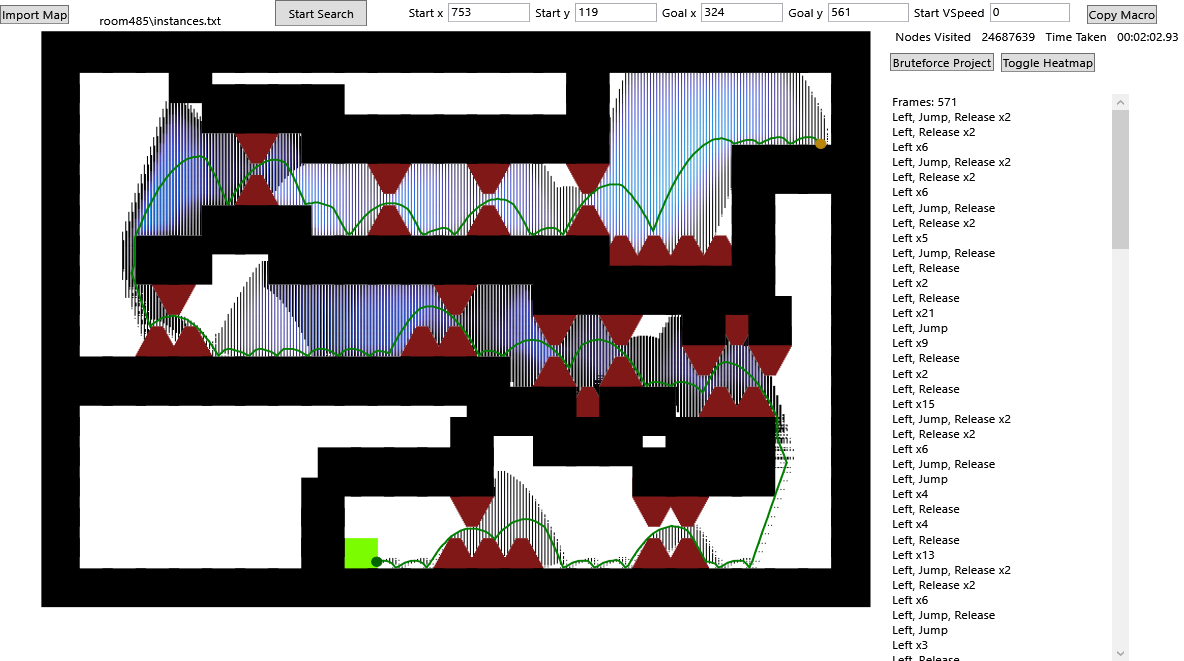 Import Map
room485\instances.txt
Start Search
Start x 753 Start y 119 Goal x 324 Goal y 561 Start VSpeed 0
Copy Macro
Nodes Visited 24687639 Time Taken 00:02:02.93
Bruteforce Project Toggle Heatmap
Frames: 571
Left, Jump, Release x2
Left, Release x2
Left x6
Left, Jump, Release x2
Left, Release x2
Left x6
Left, Jump, Release
Left, Release x2
Left x5
Left, Jump, Release
Left, Release
Left x2
Left, Release
Left x21
Left, Jump
Left x9
Left, Release
Left x2
Left, Release
Left x15
Left, Jump, Release x2
Left, Release x2
Left x6
Left, Jump, Release
Left, Jump
Left x4
Left, Release
Left x4
Left, Release
Left x13
Left, Jump, Release x2
Left, Release x2
Left x6
Left, Jump, Release
Left, Jump
Left x3
Left, Release